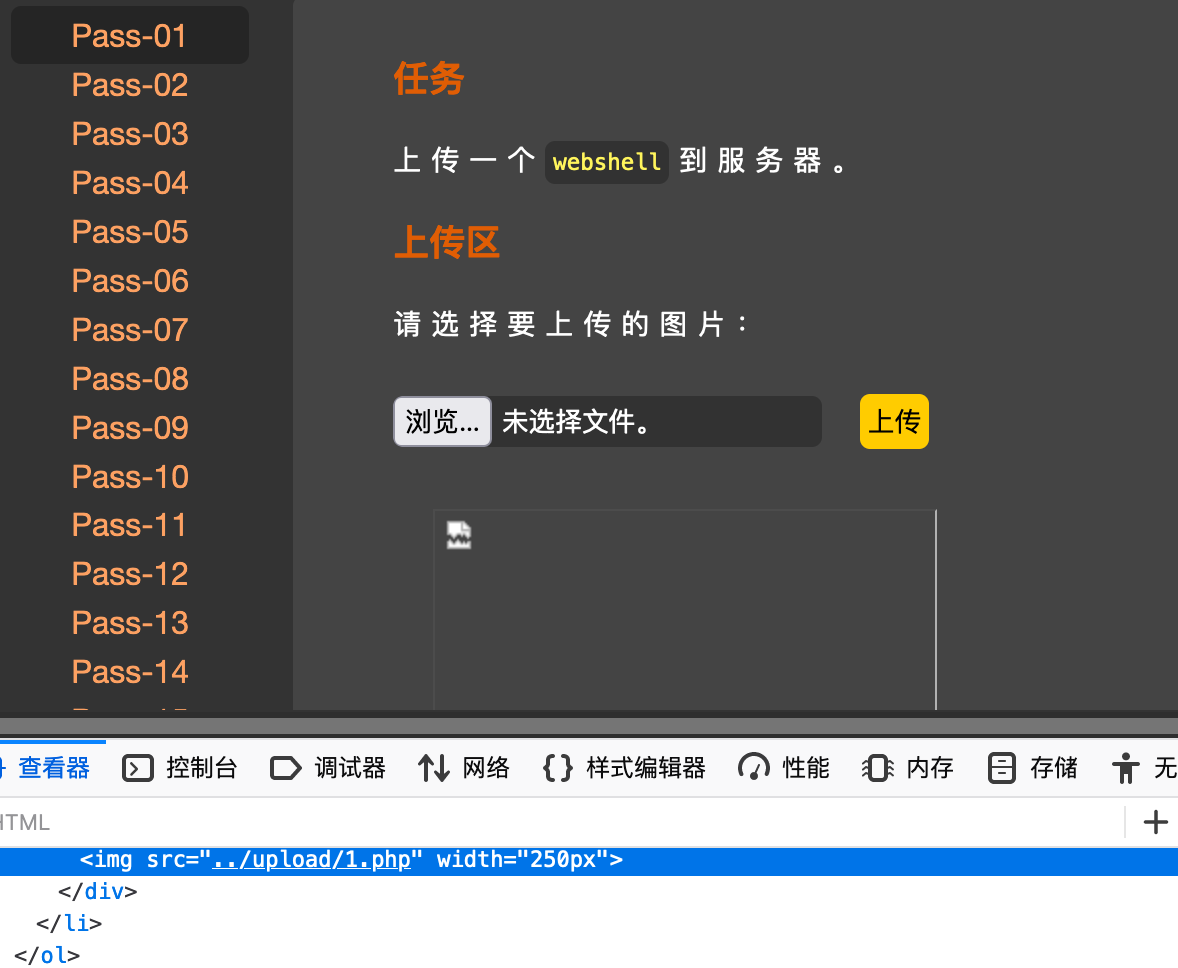 Pass-01
Pass-02
Pass-03
Pass-04
Pass-05
Pass-06
Pass-07
Pass-08
Pass-09
Pass-10
Pass-11
Pass-12
Pass-13
Pass-14
任务
上传一个 webshell 到服务器。
上传区
请选择要上传的图片：
浏览... 未选择文件。 上传
查看器 控制台 调试器 网络 {} 样式编辑器 性能 内存 存储 无
HTML +
<img src="../upload/1.php" width="250px">
</div>
</li>
</ol>